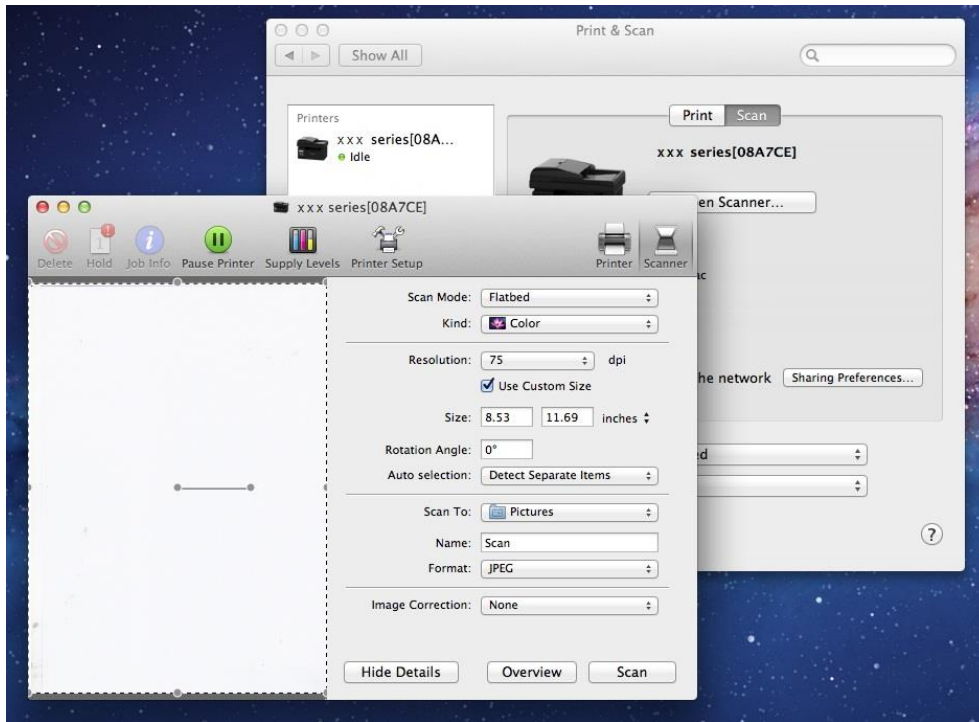 Print & Scan
Show All
Printers
xxx series[08A...
Idle
Print Scan
xxx series[08A7CE]
en Scanner...
he network Sharing Preferences...
?
xxx series[08A7CE]
Delete Hold Job Info Pause Printer Supply Levels Printer Setup Printer Scanner
Scan Mode: Flatbed
Kind: Color
Resolution: 75 dpi
Use Custom Size
Size: 8.53 11.69 inches
Rotation Angle: 0°
Auto selection: Detect Separate Items
Scan To: Pictures
Name: Scan
Format: JPEG
Image Correction: None
Hide Details Overview Scan